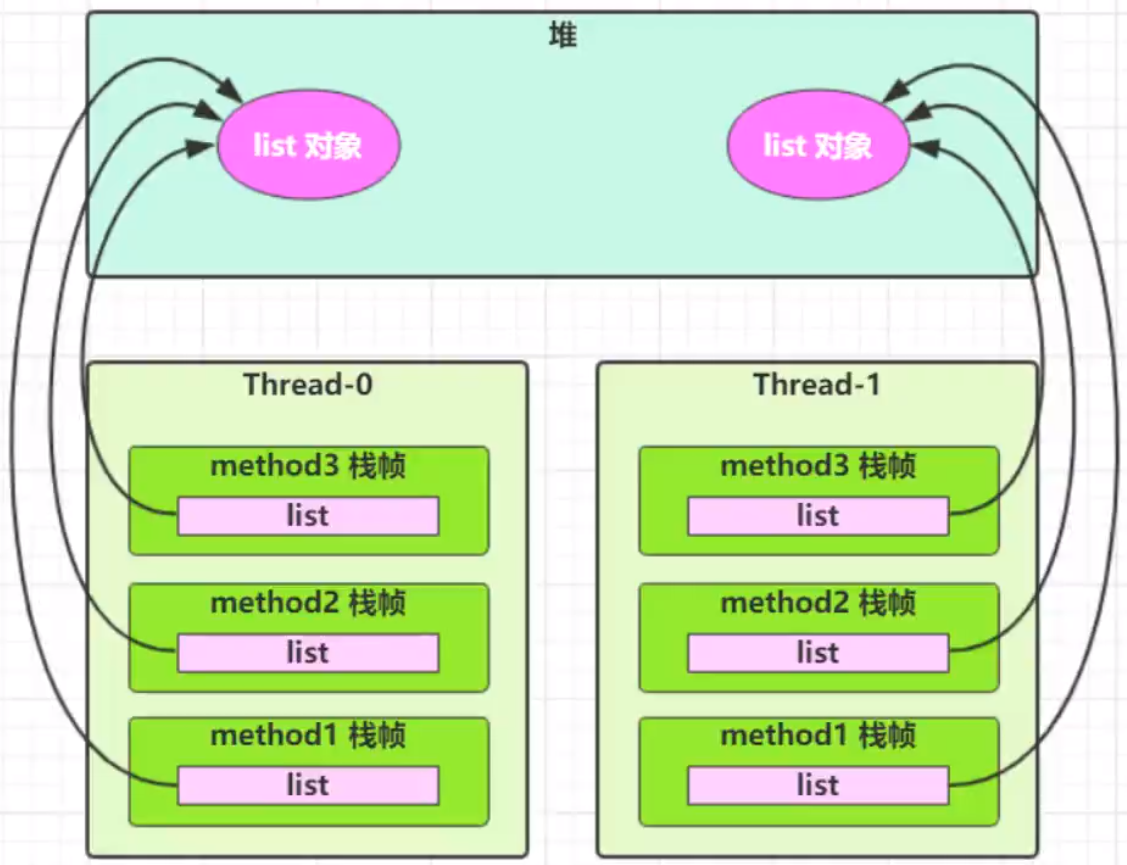 堆
list 对象
list 对象
Thread-0
method3 栈帧
list
method2 栈帧
list
method1 栈帧
list
Thread-1
method3 栈帧
list
method2 栈帧
list
method1 栈帧
list